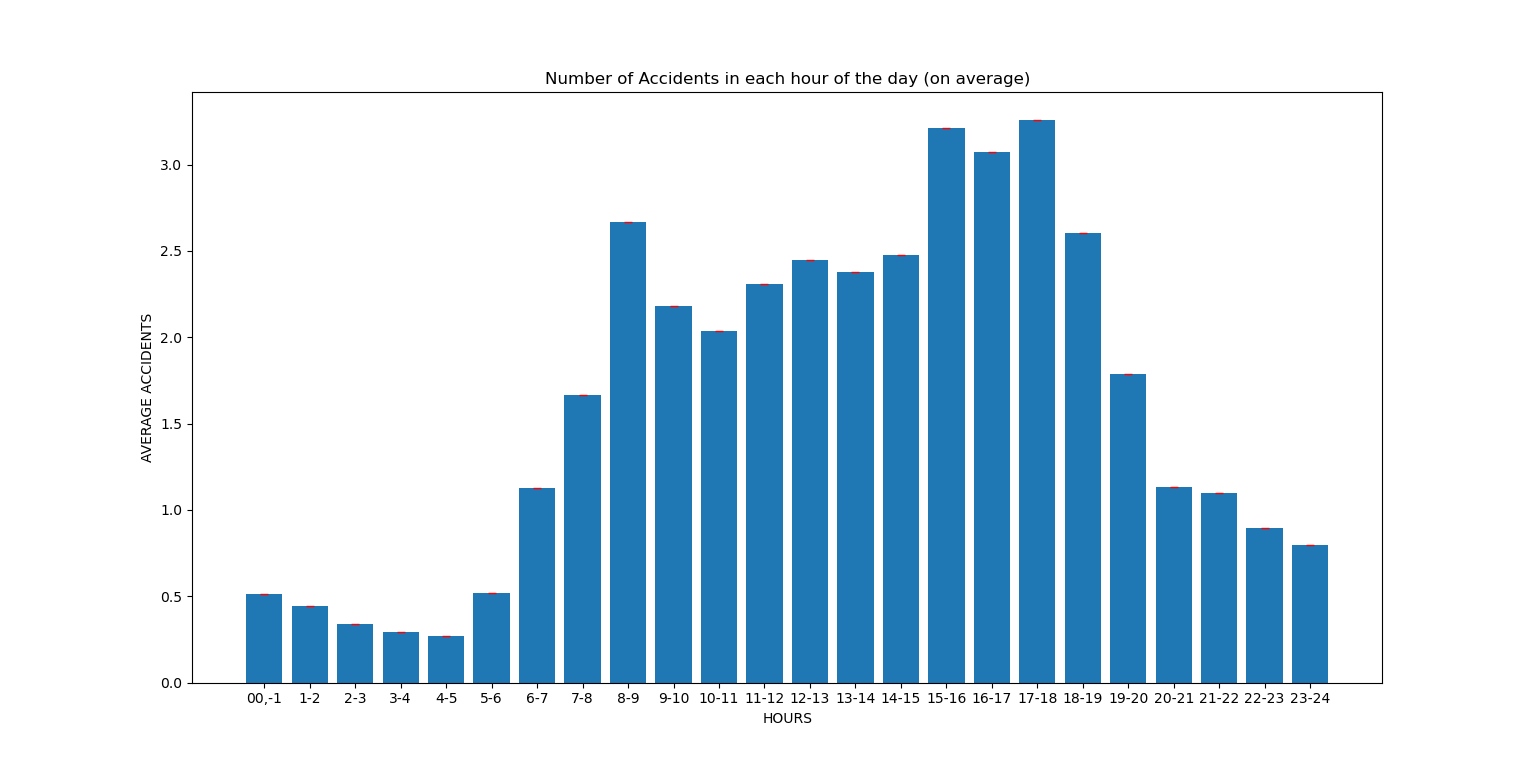 Number of Accidents in each hour of the day (on average)
AVERAGE ACCIDENTS
3.0
2.5
2.0
1.5
1.0
0.5
0.0
00,-1 1-2 2-3 3-4 4-5 5-6 6-7 7-8 8-9 9-10 10-11 11-12 12-13 13-14 14-15 15-16 16-17 17-18 18-19 19-20 20-21 21-22 22-23 23-24
HOURS